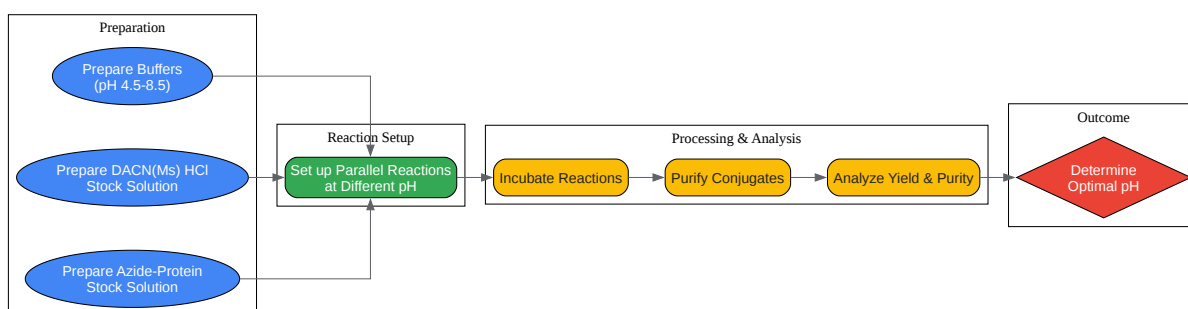 Preparation
Prepare Buffers
(pH 4.5-8.5)
Prepare DACN(Ms) HCl
Stock Solution
Prepare Azide-Protein
Stock Solution
Reaction Setup
Set up Parallel Reactions
at Different pH
Processing & Analysis
Incubate Reactions
Purify Conjugates
Analyze Yield & Purity
Outcome
Determine
Optimal pH